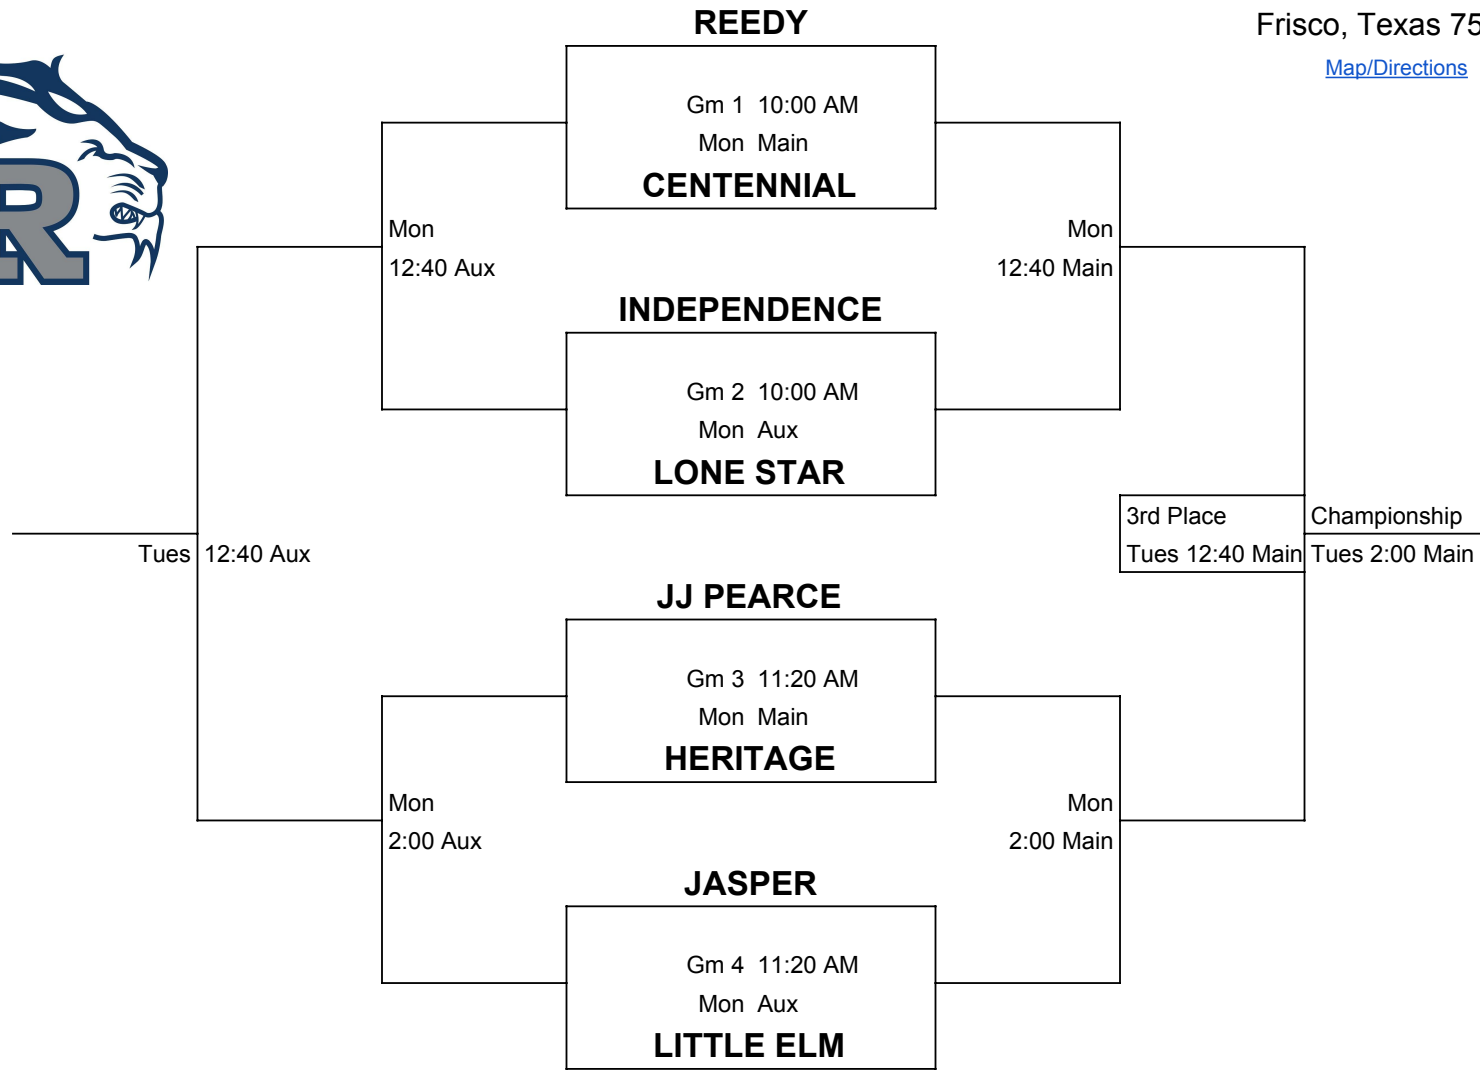 REEDY
Frisco, Texas 75
Map/Directions
Gm 1 10:00 AM
Mon Main
CENTENNIAL
Mon
12:40 Aux
Mon
12:40 Main
INDEPENDENCE
Gm 2 10:00 AM
Mon Aux
LONE STAR
3rd Place
Tues 12:40 Main
Championship
Tues 2:00 Main
Tues 12:40 Aux
JJ PEARCE
Gm 3 11:20 AM
Mon Main
HERITAGE
Mon
2:00 Aux
Mon
2:00 Main
JASPER
Gm 4 11:20 AM
Mon Aux
LITTLE ELM
R